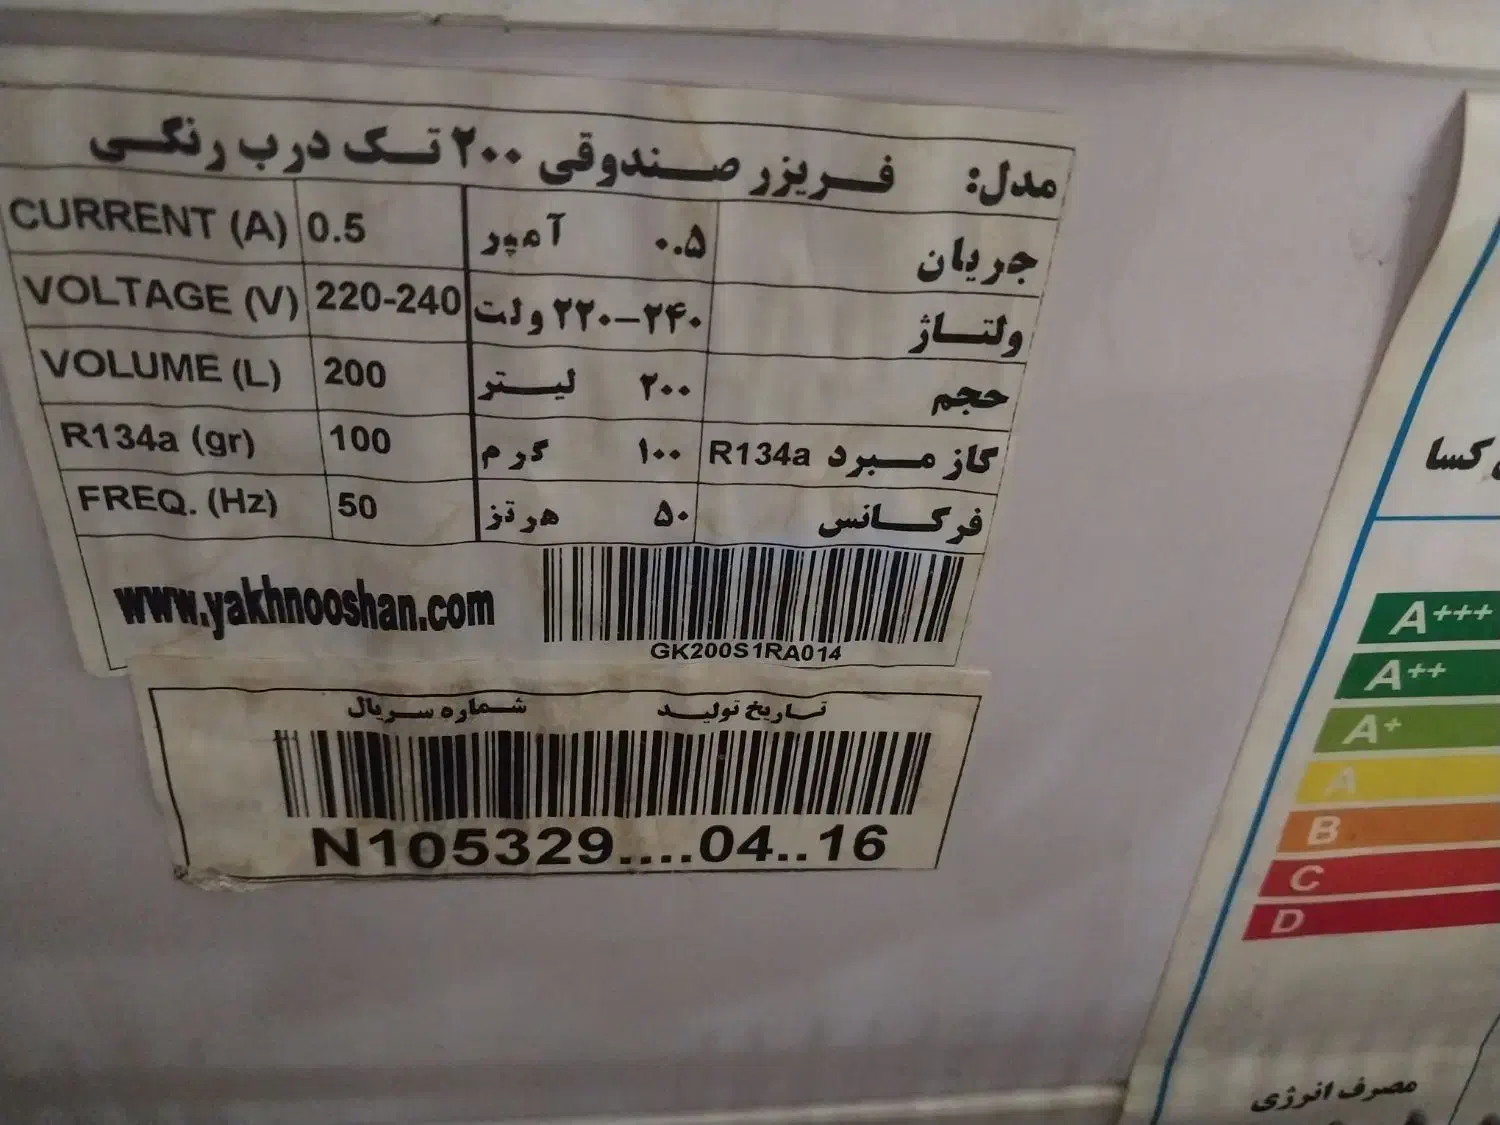 مدل: فریزر صندوقی ۲۰۰ تک درب رنگی
CURRENT (A) 0.5 آمپر ۰.۵ جریان
VOLTAGE (V) 220-240 ولت ۲۲۰-۲۴۰ ولتاژ
VOLUME (L) 200 لیتر ۲۰۰ حجم
R134a (gr) 100 گرم ۱۰۰ گاز مبرد R134a
FREQ. (Hz) 50 هرتز ۵۰ فرکانس
www.yakhnooshan.com
GK200S1RA014
شماره سریال تاریخ تولید
N105329....04..16
کسا
A+++
A++
A+
A
B
C
D
مصرف انرژی